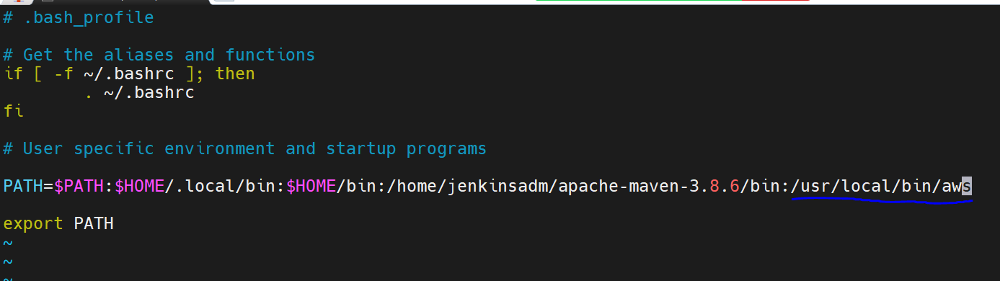 # .bash_profile
# Get the aliases and functions
if [ -f ~/.bashrc ]; then
        . ~/.bashrc
fi
# User specific environment and startup programs
PATH=$PATH:$HOME/.local/bin:$HOME/bin:/home/jenkinsadm/apache-maven-3.8.6/bin:/usr/local/bin/aws
export PATH
~
~
~